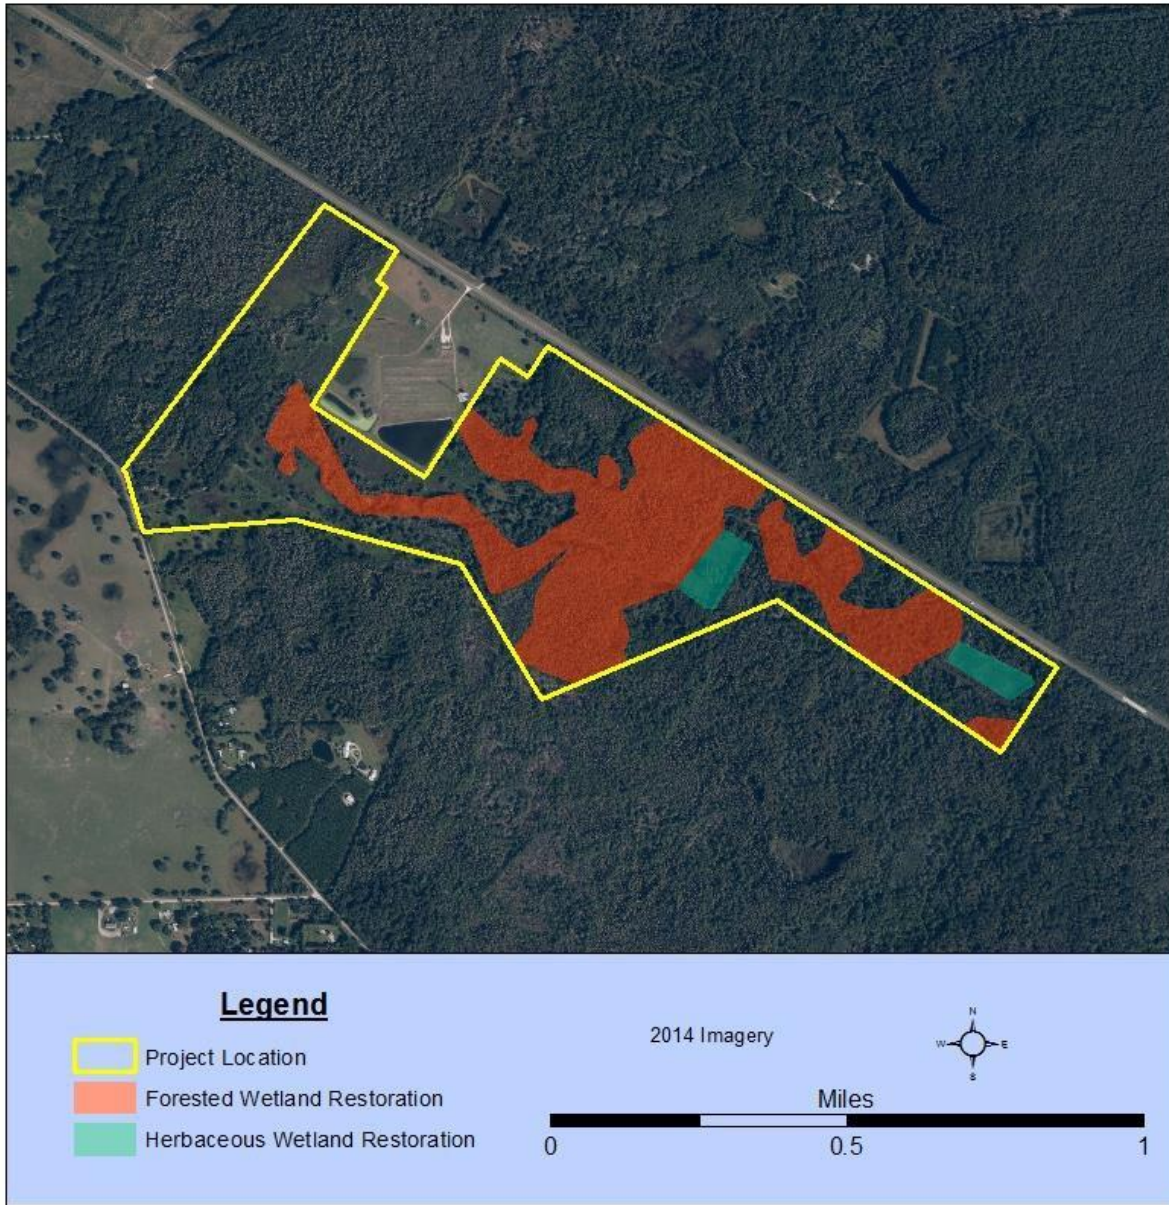 Legend
Project Location
Forested Wetland Restoration
Herbaceous Wetland Restoration
2014 Imagery
N
W E
S
Miles
0 0.5 1